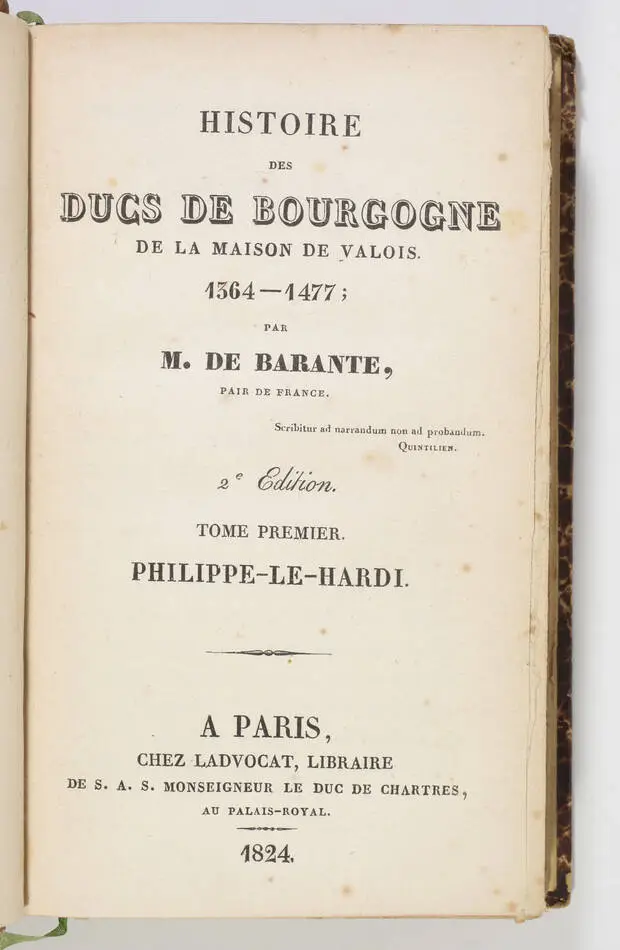 HISTOIRE
DES
DUCS DE BOURGOGNE
DE LA MAISON DE VALOIS.
1364—1477;
PAR
M. DE BARANTE,
PAIR DE FRANCE.
Scribitur ad narrandum non ad probandum.
QUINTILIEN.
2e Edition.
TOME PREMIER.
PHILIPPE-LE-HARDI.
A PARIS,
CHEZ LADVOCAT, LIBRAIRE
DE S. A. S. MONSEIGNEUR LE DUC DE CHARTRES,
AU PALAIS-ROYAL.
1824.